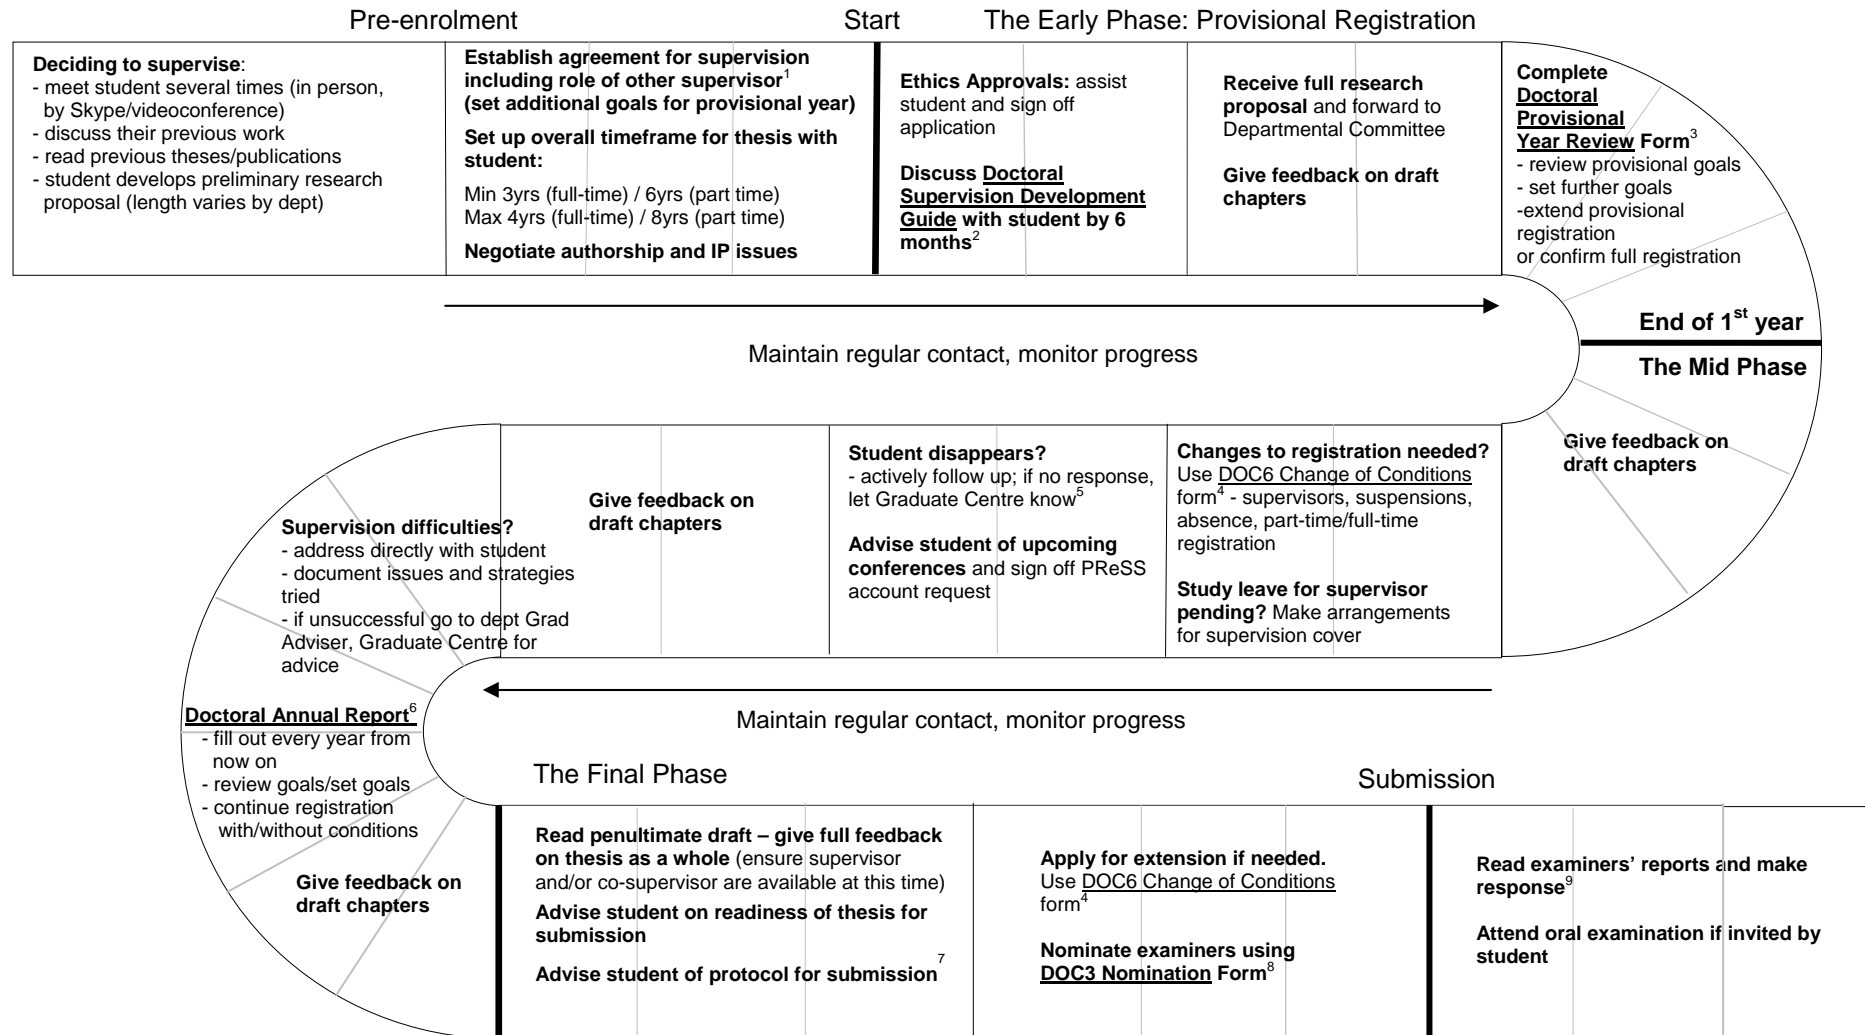 Pre-enrolment
Start
The Early Phase: Provisional Registration
Deciding to supervise:
- meet student several times (in person,
by Skype/videoconference)
- discuss their previous work
- read previous theses/publications
- student develops preliminary research
proposal (length varies by dept)
Establish agreement for supervision
including role of other supervisor1
(set additional goals for provisional year)
Set up overall timeframe for thesis with
student:
Min 3yrs (full-time) / 6yrs (part time)
Max 4yrs (full-time) / 8yrs (part time)
Negotiate authorship and IP issues
Ethics Approvals: assist
student and sign off
application
Discuss Doctoral
Supervision Development
Guide with student by 6
months2
Receive full research
proposal and forward to
Departmental Committee
Give feedback on draft
chapters
Complete
Doctoral
Provisional
Year Review Form3
- review provisional goals
- set further goals
-extend provisional
registration
or confirm full registration
Maintain regular contact, monitor progress
End of 1st year
The Mid Phase
Give feedback on
draft chapters
Changes to registration needed?
Use DOC6 Change of Conditions
form4 - supervisors, suspensions,
absence, part-time/full-time
registration
Study leave for supervisor
pending? Make arrangements
for supervision cover
Student disappears?
- actively follow up; if no response,
let Graduate Centre know5
Advise student of upcoming
conferences and sign off PReSS
account request
Give feedback on
draft chapters
Supervision difficulties?
- address directly with student
- document issues and strategies
tried
- if unsuccessful go to dept Grad
Adviser, Graduate Centre for
advice
Maintain regular contact, monitor progress
Doctoral Annual Report6
- fill out every year from
now on
- review goals/set goals
- continue registration
with/without conditions
Give feedback on
draft chapters
The Final Phase
Submission
Read penultimate draft – give full feedback
on thesis as a whole (ensure supervisor
and/or co-supervisor are available at this time)
Advise student on readiness of thesis for
submission
Advise student of protocol for submission7
Apply for extension if needed.
Use DOC6 Change of Conditions
form4
Nominate examiners using
DOC3 Nomination Form8
Read examiners’ reports and make
response9
Attend oral examination if invited by
student